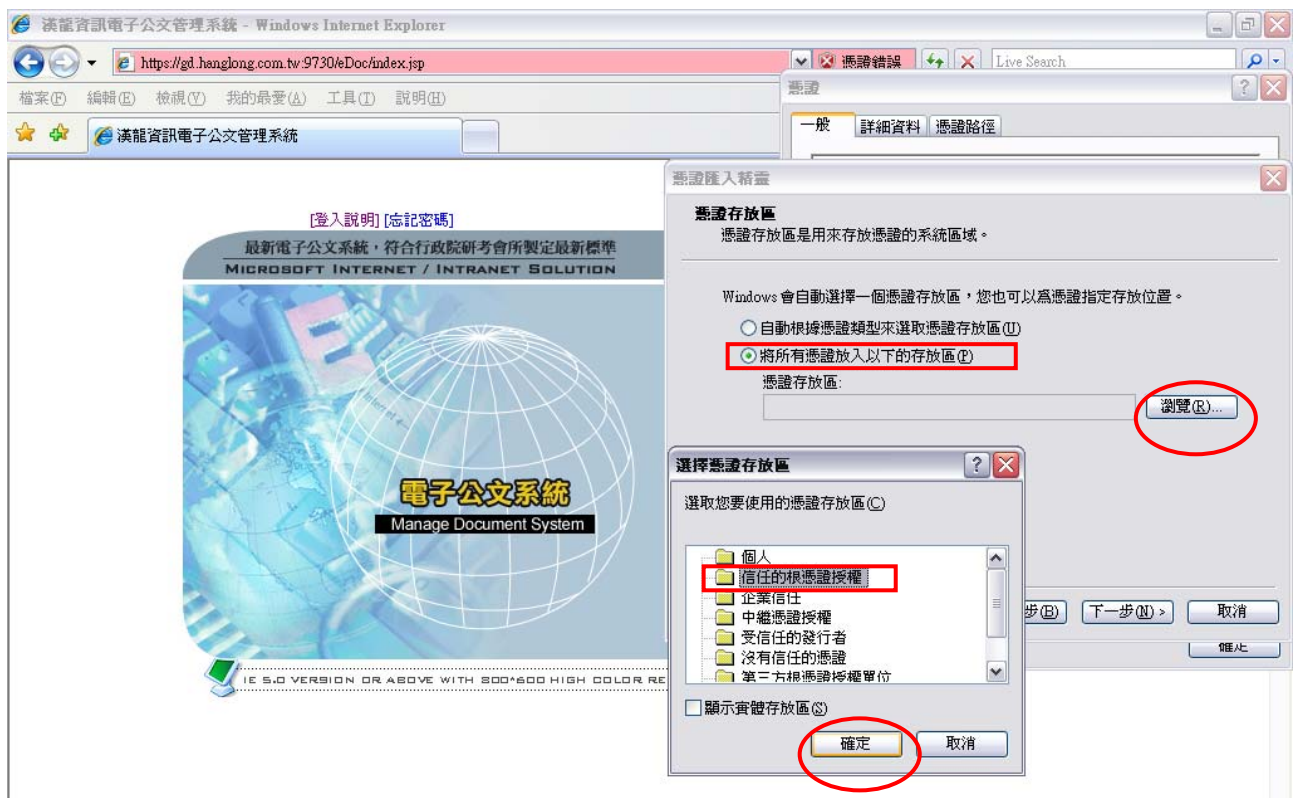 漢龍資訊電子公文管理系統 - Windows Internet Explorer
https://gd.hanglong.com.tw:9730/eDoc/index.jsp
憑證錯誤
Live Search
檔案(F) 編輯(E) 檢視(V) 我的最愛(A) 工具(T) 說明(H)
漢龍資訊電子公文管理系統
憑證
一般 詳細資料 憑證路徑
[登入說明] [忘記密碼]
最新電子公文系統，符合行政院研考會所製定最新標準
MICROSOFT INTERNET / INTRANET SOLUTION
電子公文系統
Manage Document System
IE 5.0 VERSION OR ABOVE WITH 800*600 HIGH COLOR RE
憑證匯入精靈
憑證存放區
憑證存放區是用來存放憑證的系統區域。
Windows 會自動選擇一個憑證存放區，您也可以為憑證指定存放位置。
自動根據憑證類型來選取憑證存放區(U)
將所有憑證放入以下的存放區(P)
憑證存放區:
瀏覽(R)...
步(B) 下一步(N) > 取消
選擇憑證存放區
選取您要使用的憑證存放區(C)
個人
信任的根憑證授權
企業信任
中繼憑證授權
受信任的發行者
沒有信任的憑證
第三方根憑證授權單位
顯示實體存放區(S)
確定 取消